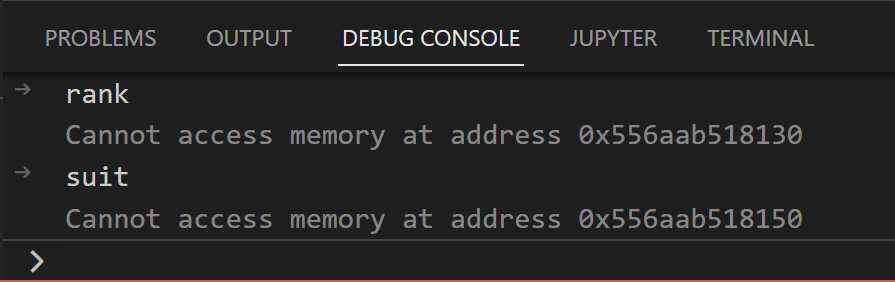 PROBLEMS OUTPUT DEBUG CONSOLE JUPYTER TERMINAL
→ rank
Cannot access memory at address 0x556aab518130
→ suit
Cannot access memory at address 0x556aab518150
>